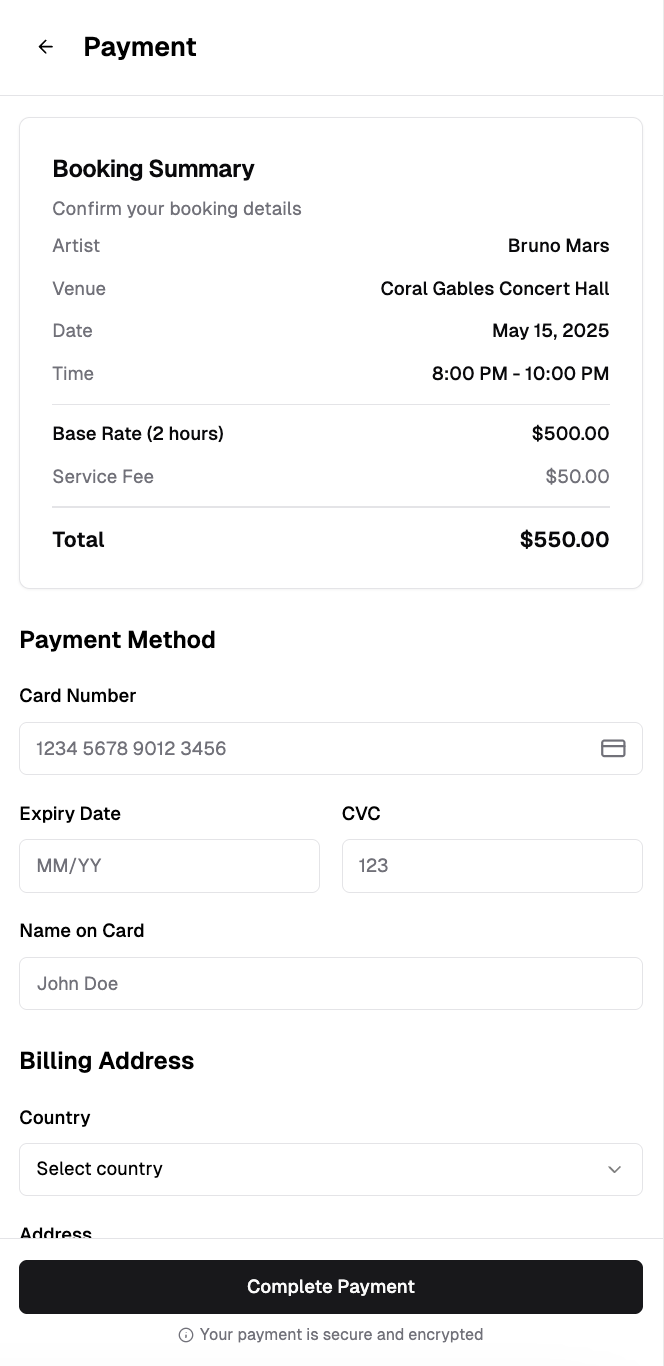 Payment
Booking Summary
Confirm your booking details
Artist Bruno Mars
Venue Coral Gables Concert Hall
Date May 15, 2025
Time 8:00 PM - 10:00 PM
Base Rate (2 hours) $500.00
Service Fee $50.00
Total $550.00
Payment Method
Card Number
1234 5678 9012 3456
Expiry Date CVC
MM/YY 123
Name on Card
John Doe
Billing Address
Country
Select country
Address
Complete Payment
Your payment is secure and encrypted